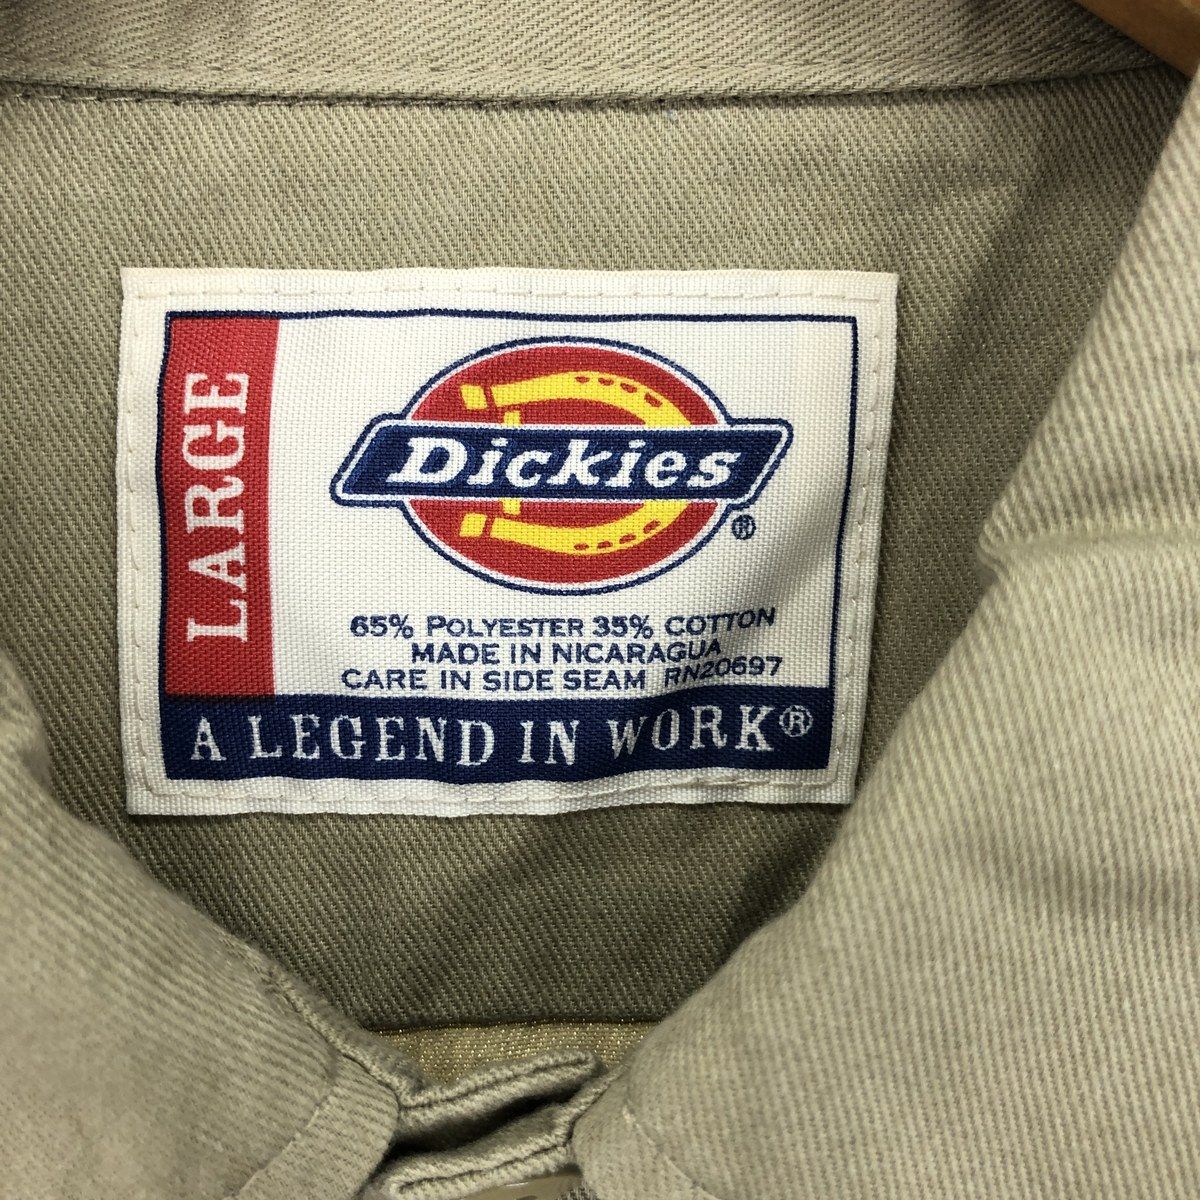 LARGE
Dickies®
65% POLYESTER 35% COTTON
MADE IN NICARAGUA
CARE IN SIDE SEAM RN20697
A LEGEND IN WORK®